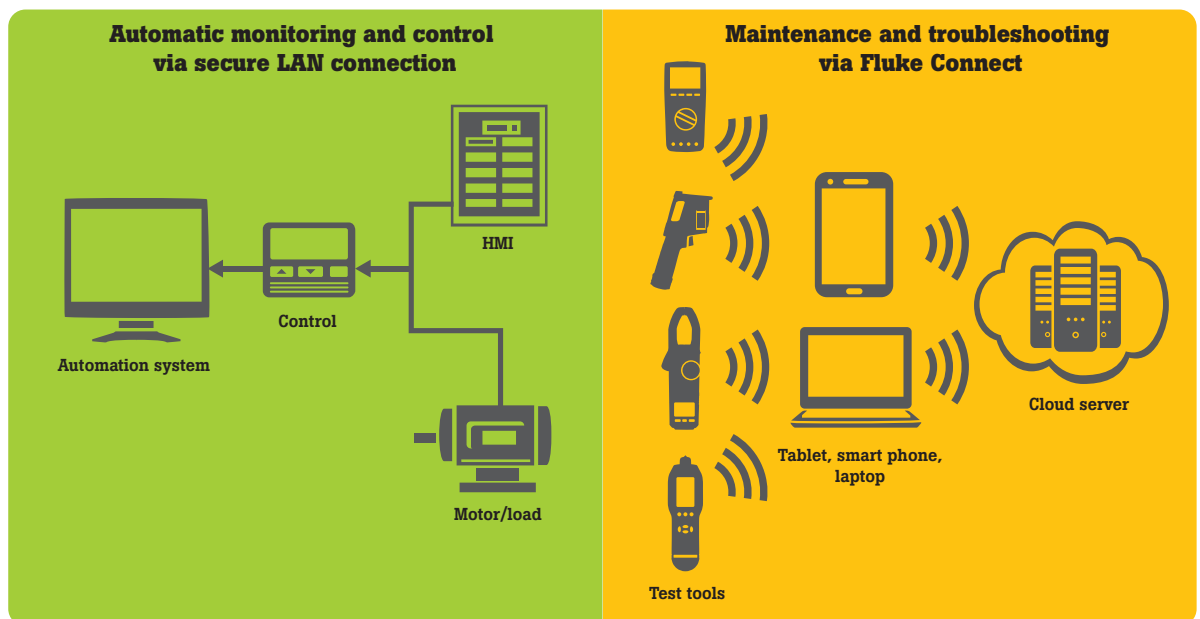 Automatic monitoring and control
via secure LAN connection
HMI
Control
Automation system
Motor/load
Maintenance and troubleshooting
via Fluke Connect
Cloud server
Tablet, smart phone,
laptop
Test tools